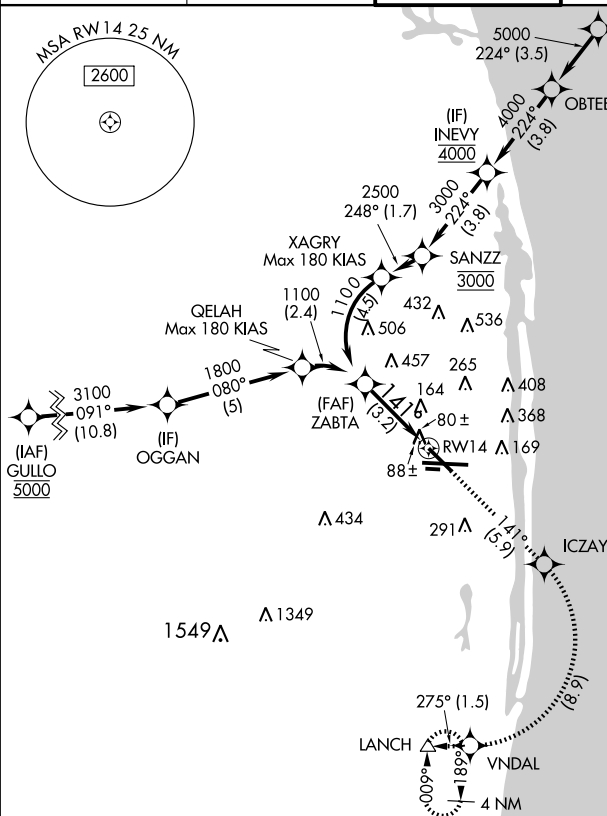 MSA RW14 25 NM
2600
5000
224° (3.5)
OBTEE
4000
224°
(3.8)
(IF)
INEVY
4000
3000
224°
(3.8)
2500
248° (1.7)
XAGRY
Max 180 KIAS
SANZZ
3000
1100
(4.5)
432
506
536
QELAH
Max 180 KIAS
1100
(2.4)
457
265
164
408
368
1800
080°
(5)
3100
091°
(10.8)
(FAF)
ZABTA
141°
(3.2)
80±
RW14
169
88±
(IAF)
GULLO
5000
(IF)
OGGAN
434
291
141°
(5.9)
ICZAY
1349
1549
(8.9)
275° (1.5)
LANCH
VNDAL
009°
189°
4 NM